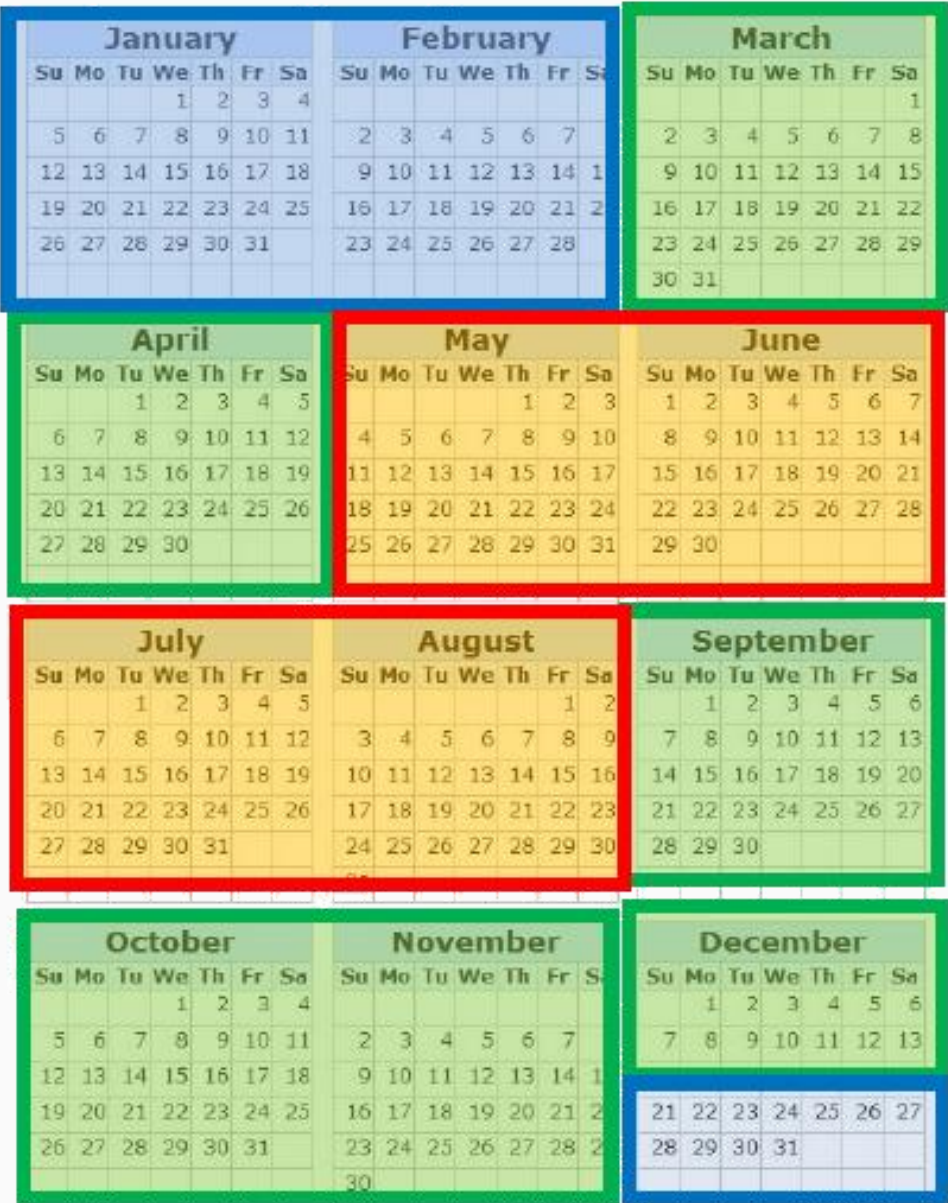 January
Su Mo Tu We Th Fr Sa
1 2 3 4
5 6 7 8 9 10 11
12 13 14 15 16 17 18
19 20 21 22 23 24 25
26 27 28 29 30 31
February
Su Mo Tu We Th Fr Sa
2 3 4 5 6 7
9 10 11 12 13 14 1
16 17 18 19 20 21 2
23 24 25 26 27 28
March
Su Mo Tu We Th Fr Sa
1
2 3 4 5 6 7 8
9 10 11 12 13 14 15
16 17 18 19 20 21 22
23 24 25 26 27 28 29
30 31
April
Su Mo Tu We Th Fr Sa
1 2 3 4 5
6 7 8 9 10 11 12
13 14 15 16 17 18 19
20 21 22 23 24 25 26
27 28 29 30
May
Su Mo Tu We Th Fr Sa
1 2 3
4 5 6 7 8 9 10
11 12 13 14 15 16 17
18 19 20 21 22 23 24
25 26 27 28 29 30 31
June
Su Mo Tu We Th Fr Sa
1 2 3 4 5 6 7
8 9 10 11 12 13 14
15 16 17 18 19 20 21
22 23 24 25 26 27 28
29 30
July
Su Mo Tu We Th Fr Sa
1 2 3 4 5
6 7 8 9 10 11 12
13 14 15 16 17 18 19
20 21 22 23 24 25 26
27 28 29 30 31
August
Su Mo Tu We Th Fr Sa
1 2
3 4 5 6 7 8 9
10 11 12 13 14 15 16
17 18 19 20 21 22 23
24 25 26 27 28 29 30
September
Su Mo Tu We Th Fr Sa
1 2 3 4 5 6
7 8 9 10 11 12 13
14 15 16 17 18 19 20
21 22 23 24 25 26 27
28 29 30
October
Su Mo Tu We Th Fr Sa
1 2 3 4
5 6 7 8 9 10 11
12 13 14 15 16 17 18
19 20 21 22 23 24 25
26 27 28 29 30 31
November
Su Mo Tu We Th Fr S
2 3 4 5 6 7
9 10 11 12 13 14 1
16 17 18 19 20 21 2
23 24 25 26 27 28 2
30
December
Su Mo Tu We Th Fr Sa
1 2 3 4 5 6
7 8 9 10 11 12 13
21 22 23 24 25 26 27
28 29 30 31